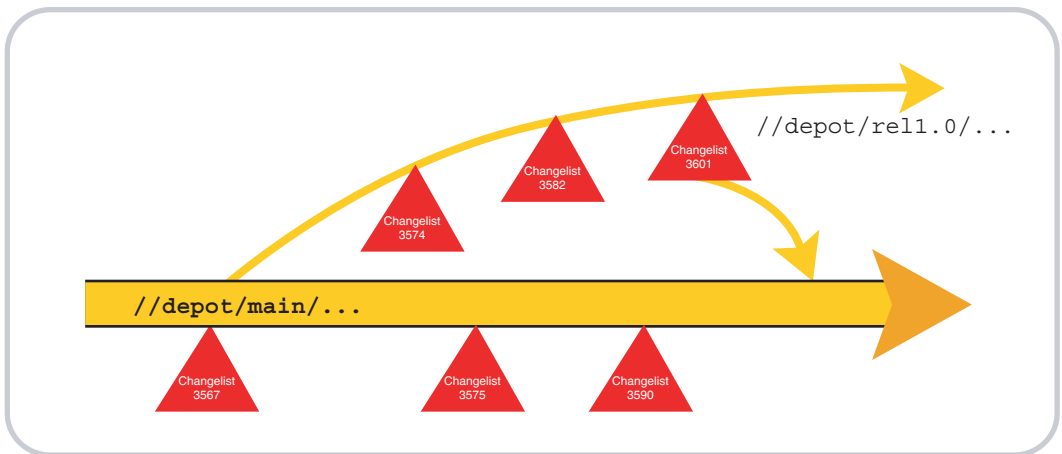 //depot/rel1.0/...
Changelist
3601
Changelist
3582
Changelist
3574
//depot/main/...
Changelist
3567
Changelist
3575
Changelist
3590